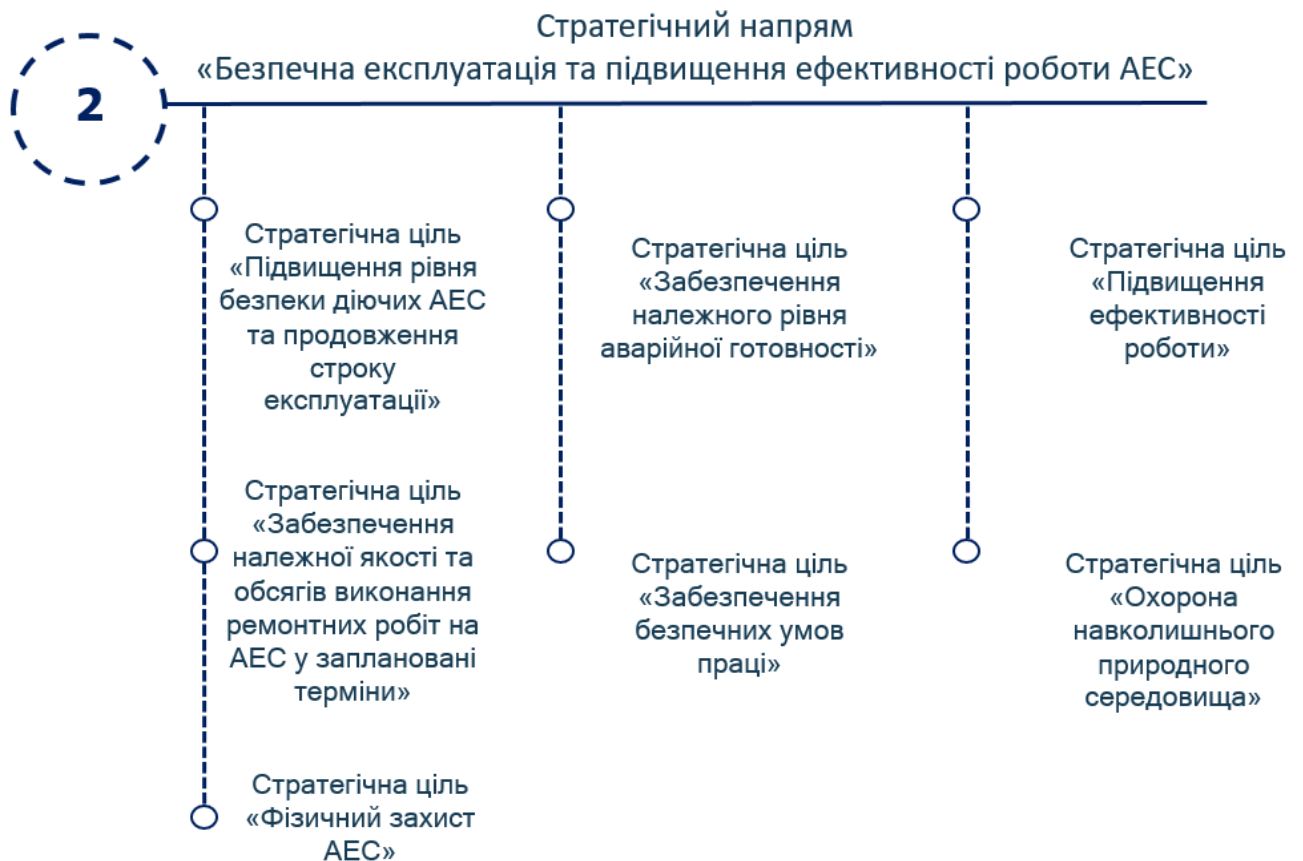 2
Стратегічний напрям
«Безпечна експлуатація та підвищення ефективності роботи АЕС»
Стратегічна ціль
«Підвищення рівня
безпеки діючих АЕС
та продовження
строку
експлуатації»
Стратегічна ціль
«Забезпечення
належної якості та
обсягів виконання
ремонтних робіт на
АЕС у заплановані
терміни»
Стратегічна ціль
«Фізичний захист
АЕС»
Стратегічна ціль
«Забезпечення
належного рівня
аварійної готовності»
Стратегічна ціль
«Забезпечення
безпечних умов
праці»
Стратегічна ціль
«Підвищення
ефективності
роботи»
Стратегічна ціль
«Охорона
навколишнього
природного
середовища»